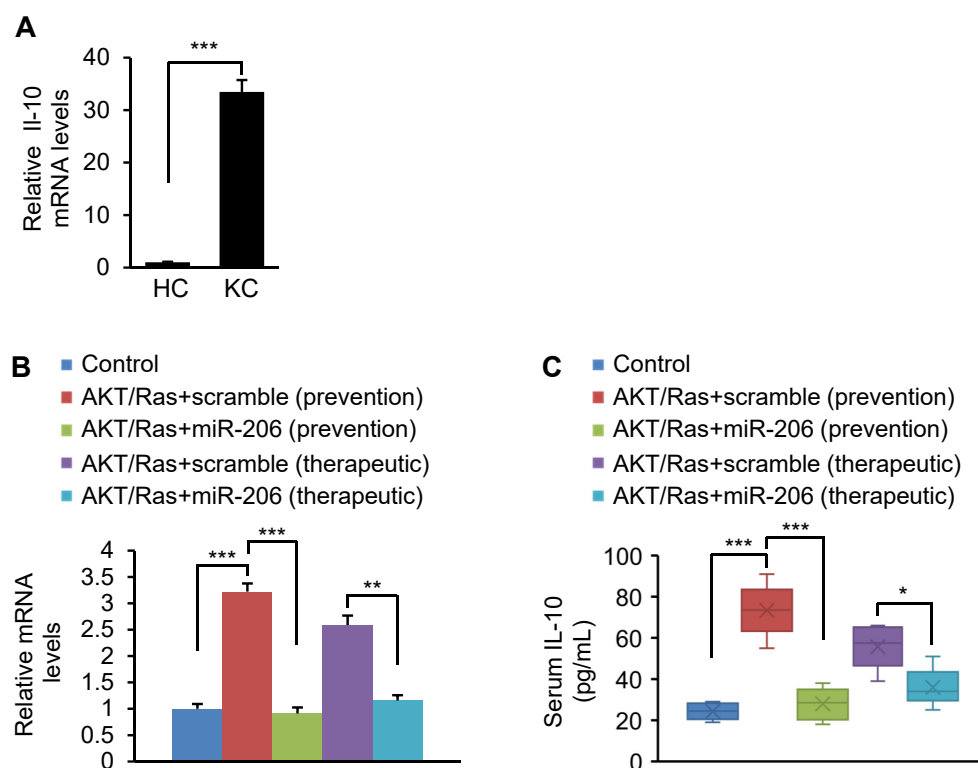 A
***
Relative Il-10
mRNA levels
40
30
20
10
0
HC KC
B
Control
AKT/Ras+scramble (prevention)
AKT/Ras+miR-206 (prevention)
AKT/Ras+scramble (therapeutic)
AKT/Ras+miR-206 (therapeutic)
Relative mRNA
levels
4
3.5
3
2.5
2
1.5
1
0.5
0
***
***
**
C
Control
AKT/Ras+scramble (prevention)
AKT/Ras+miR-206 (prevention)
AKT/Ras+scramble (therapeutic)
AKT/Ras+miR-206 (therapeutic)
Serum IL-10
(pg/mL)
100
80
60
40
20
0
***
***
*